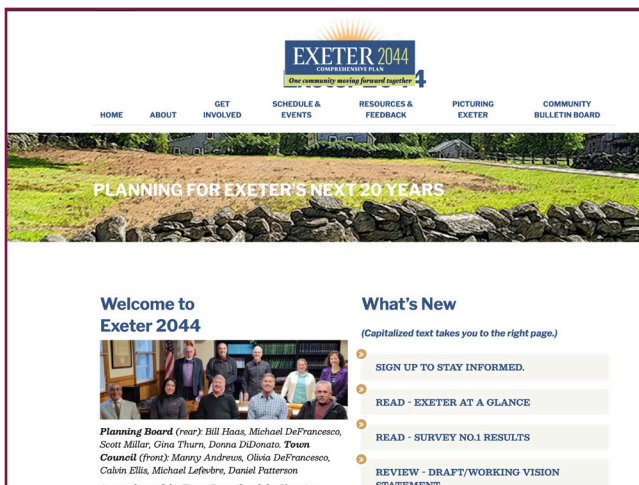 EXETER 2044
COMPREHENSIVE PLAN
One community moving forward together
HOME
ABOUT
GET
INVOLVED
SCHEDULE &
EVENTS
RESOURCES &
FEEDBACK
PICTURING
EXETER
COMMUNITY
BULLETIN BOARD
PLANNING FOR EXETER'S NEXT 20 YEARS
Welcome to
Exeter 2044
Planning Board (rear): Bill Haas, Michael DeFrancesco,
Scott Millar, Gina Thurn, Donna DiDonato. Town
Council (front): Manny Andrews, Olivia DeFrancesco,
Calvin Ellis, Michael Lefebvre, Daniel Patterson
What's New
(Capitalized text takes you to the right page.)
SIGN UP TO STAY INFORMED.
READ - EXETER AT A GLANCE
READ - SURVEY NO.1 RESULTS
REVIEW - DRAFT/WORKING VISION
STATEMENT